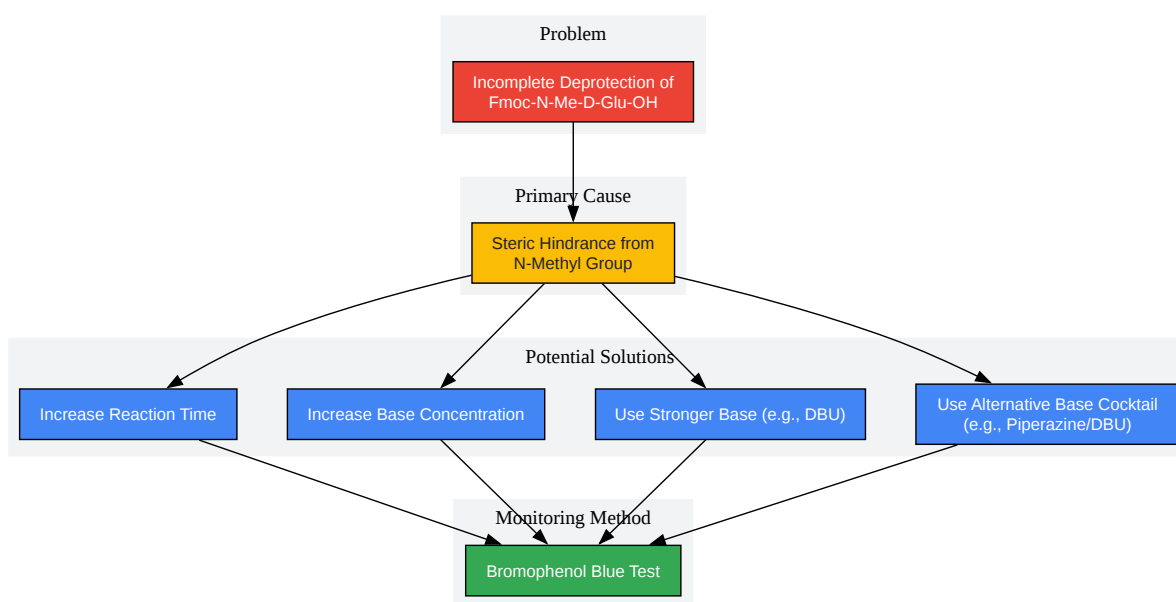 Problem
Incomplete Deprotection of
Fmoc-N-Me-D-Glu-OH
Primary Cause
Steric Hindrance from
N-Methyl Group
Potential Solutions
Increase Reaction Time
Increase Base Concentration
Use Stronger Base (e.g., DBU)
Use Alternative Base Cocktail
(e.g., Piperazine/DBU)
Monitoring Method
Bromophenol Blue Test